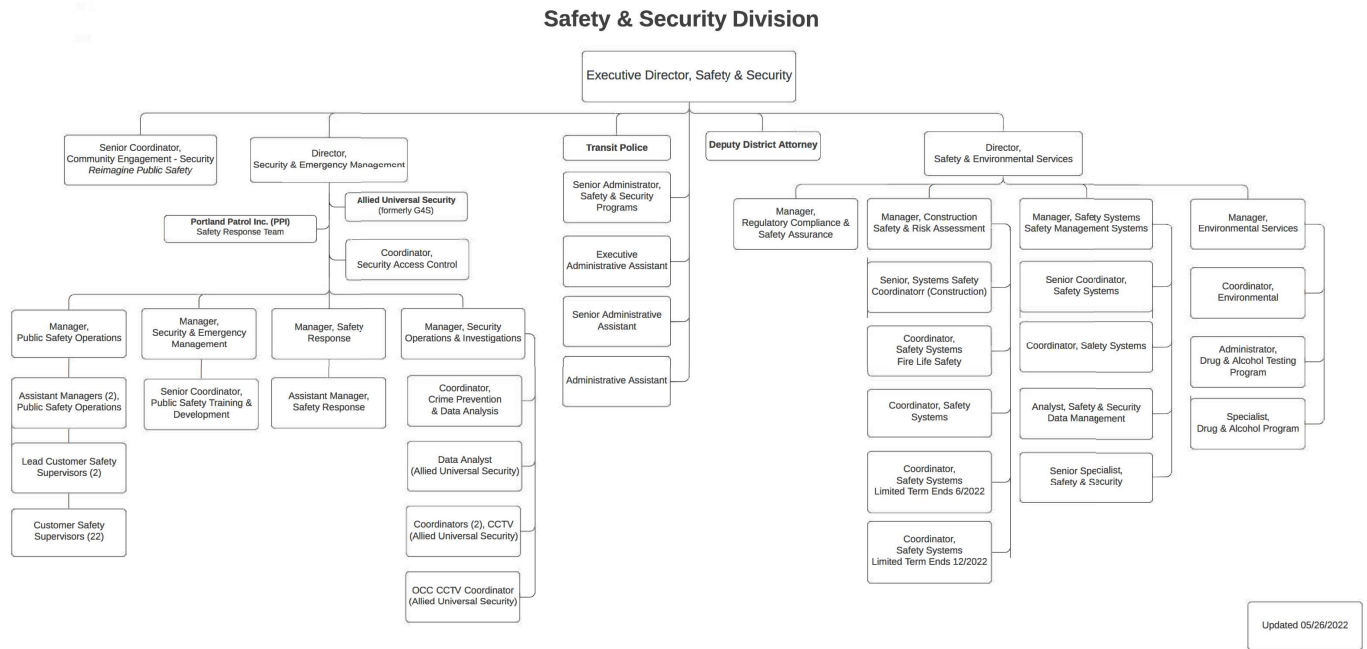 Safety & Security Division
Executive Director, Safety & Security
Senior Coordinator,
Community Engagement - Security
Reimagine Public Safety
Director,
Security & Emergency Management
Transit Police
Deputy District Attorney
Director,
Safety & Environmental Services
Allied Universal Security
(formerly G4S)
Portland Patrol Inc. (PPI)
Safety Response Team
Coordinator,
Security Access Control
Manager,
Public Safety Operations
Assistant Managers (2),
Public Safety Operations
Lead Customer Safety
Supervisors (2)
Customer Safety
Supervisors (22)
Manager,
Security & Emergency
Management
Senior Coordinator,
Public Safety Training &
Development
Manager, Safety
Response
Assistant Manager,
Safety Response
Manager, Security
Operations & Investigations
Coordinator,
Crime Prevention
& Data Analysis
Data Analyst
(Allied Universal Security)
Coordinators (2), CCTV
(Allied Universal Security)
OCC CCTV Coordinator
(Allied Universal Security)
Senior Administrator,
Safety & Security
Programs
Executive
Administrative Assistant
Senior Administrative
Assistant
Administrative Assistant
Manager,
Regulatory Compliance &
Safety Assurance
Manager, Construction
Safety & Risk Assessment
Senior, Systems Safety
Coordinatorr (Construction)
Coordinator,
Safety Systems
Fire Life Safety
Coordinator, Safety
Systems
Coordinator,
Safety Systems
Limited Term Ends 6/2022
Coordinator,
Safety Systems
Limited Term Ends 12/2022
Manager, Safety Systems
Safety Management Systems
Senior Coordinator,
Safety Systems
Coordinator, Safety Systems
Analyst, Safety & Security
Data Management
Senior Specialist,
Safety & Security
Manager,
Environmental Services
Coordinator,
Environmental
Administrator,
Drug & Alcohol Testing
Program
Specialist,
Drug & Alcohol Program
Updated 05/26/2022